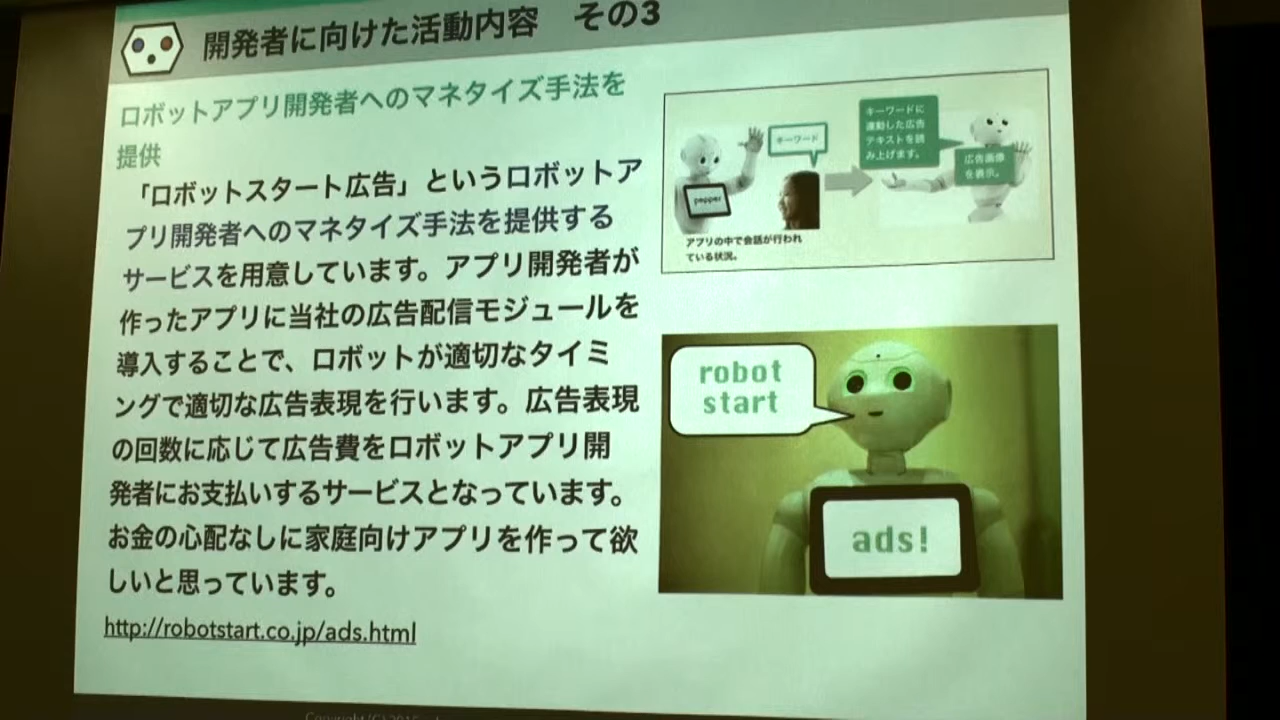 開発者に向けた活動内容 その3
ロボットアプリ開発者へのマネタイズ手法を
提供
「ロボットスタート広告」というロボットア
プリ開発者へのマネタイズ手法を提供する
サービスを用意しています。アプリ開発者が
作ったアプリに当社の広告配信モジュールを
導入することで、ロボットが適切なタイミ
ングで適切な広告表現を行います。広告表現
の回数に応じて広告費をロボットアプリ開
発者にお支払いするサービスとなっています。
お金の心配なしに家庭向けアプリを作って欲
しいと思っています。
http://robotstart.co.jp/ads.html
キーワード
pepper
アプリの中で会話が行われ
ている状況。
キーワードに
連動した広告
テキストを読
み上げます。
広告画像
を表示。
robot
start
ads!